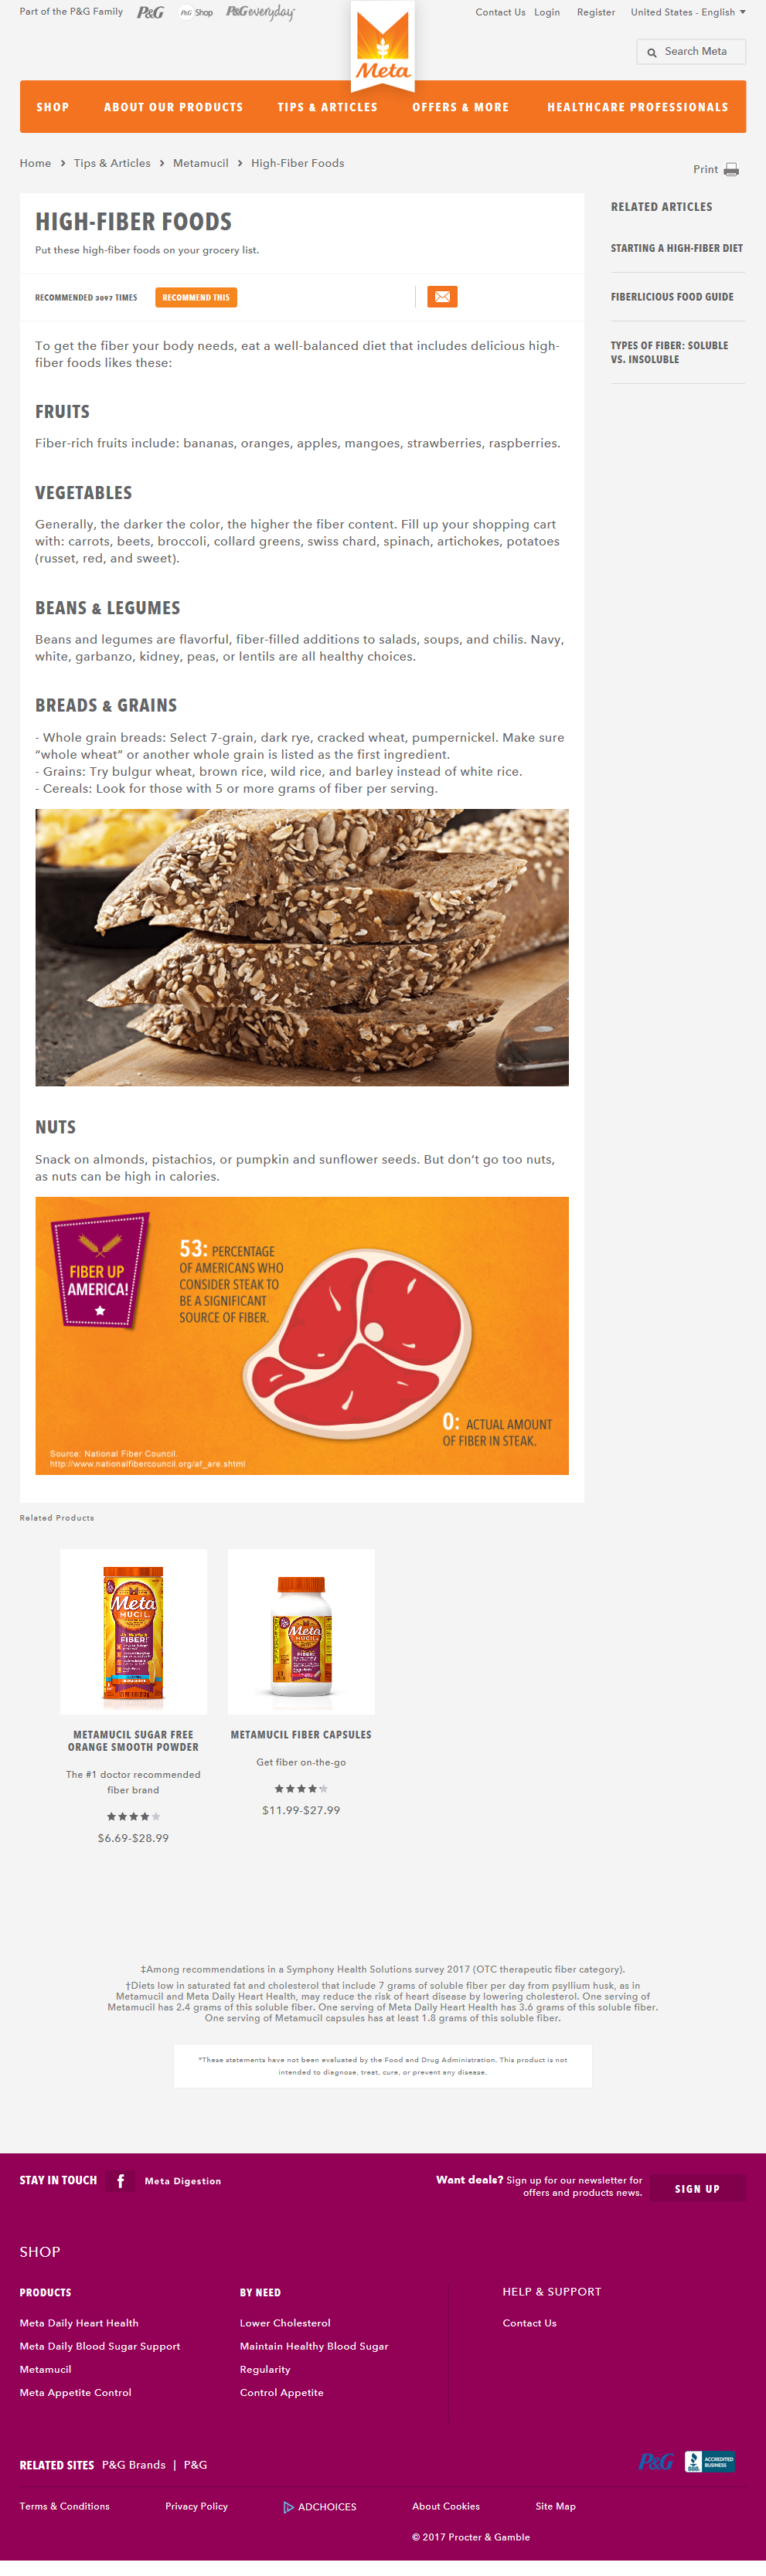 Part of the P&G Family
P&G
P&G Shop
P&G everyday
Contact Us
Login
Register
United States - English
Meta
Search Meta
SHOP
ABOUT OUR PRODUCTS
TIPS & ARTICLES
OFFERS & MORE
HEALTHCARE PROFESSIONALS
Home > Tips & Articles > Metamucil > High-Fiber Foods
Print
HIGH-FIBER FOODS
Put these high-fiber foods on your grocery list.
RECOMMENDED 3097 TIMES
RECOMMEND THIS
To get the fiber your body needs, eat a well-balanced diet that includes delicious high-
fiber foods likes these:
FRUITS
Fiber-rich fruits include: bananas, oranges, apples, mangoes, strawberries, raspberries.
VEGETABLES
Generally, the darker the color, the higher the fiber content. Fill up your shopping cart
with: carrots, beets, broccoli, collard greens, swiss chard, spinach, artichokes, potatoes
(russet, red, and sweet).
BEANS & LEGUMES
Beans and legumes are flavorful, fiber-filled additions to salads, soups, and chilis. Navy,
white, garbanzo, kidney, peas, or lentils are all healthy choices.
BREADS & GRAINS
- Whole grain breads: Select 7-grain, dark rye, cracked wheat, pumpernickel. Make sure
“whole wheat” or another whole grain is listed as the first ingredient.
- Grains: Try bulgur wheat, brown rice, wild rice, and barley instead of white rice.
- Cereals: Look for those with 5 or more grams of fiber per serving.
NUTS
Snack on almonds, pistachios, or pumpkin and sunflower seeds. But don’t go too nuts,
as nuts can be high in calories.
FIBER UP
AMERICA!
53: PERCENTAGE
OF AMERICANS WHO
CONSIDER STEAK TO
BE A SIGNIFICANT
SOURCE OF FIBER.
0: ACTUAL AMOUNT
OF FIBER IN STEAK.
Source: National Fiber Council.
http://www.nationalfibercouncil.org/af_are.shtml
RELATED ARTICLES
STARTING A HIGH-FIBER DIET
FIBERLICIOUS FOOD GUIDE
TYPES OF FIBER: SOLUBLE
VS. INSOLUBLE
Related Products
Meta
MUCIL
FIBER!
METAMUCIL SUGAR FREE
ORANGE SMOOTH POWDER
The #1 doctor recommended
fiber brand
$6.69-$28.99
Meta
MUCIL
FIBER!
METAMUCIL FIBER CAPSULES
Get fiber on-the-go
$11.99-$27.99
‡Among recommendations in a Symphony Health Solutions survey 2017 (OTC therapeutic fiber category).
†Diets low in saturated fat and cholesterol that include 7 grams of soluble fiber per day from psyllium husk, as in
Metamucil and Meta Daily Heart Health, may reduce the risk of heart disease by lowering cholesterol. One serving of
Metamucil has 2.4 grams of this soluble fiber. One serving of Meta Daily Heart Health has 3.6 grams of this soluble fiber.
One serving of Metamucil capsules has at least 1.8 grams of this soluble fiber.
*These statements have not been evaluated by the Food and Drug Administration. This product is not
intended to diagnose, treat, cure, or prevent any disease.
STAY IN TOUCH
f
Meta Digestion
Want deals? Sign up for our newsletter for
offers and products news.
SIGN UP
SHOP
PRODUCTS
Meta Daily Heart Health
Meta Daily Blood Sugar Support
Metamucil
Meta Appetite Control
BY NEED
Lower Cholesterol
Maintain Healthy Blood Sugar
Regularity
Control Appetite
HELP & SUPPORT
Contact Us
RELATED SITES P&G Brands | P&G
P&G
BBB
ACCREDITED
BUSINESS
Terms & Conditions
Privacy Policy
ADCHOICES
About Cookies
Site Map
© 2017 Procter & Gamble